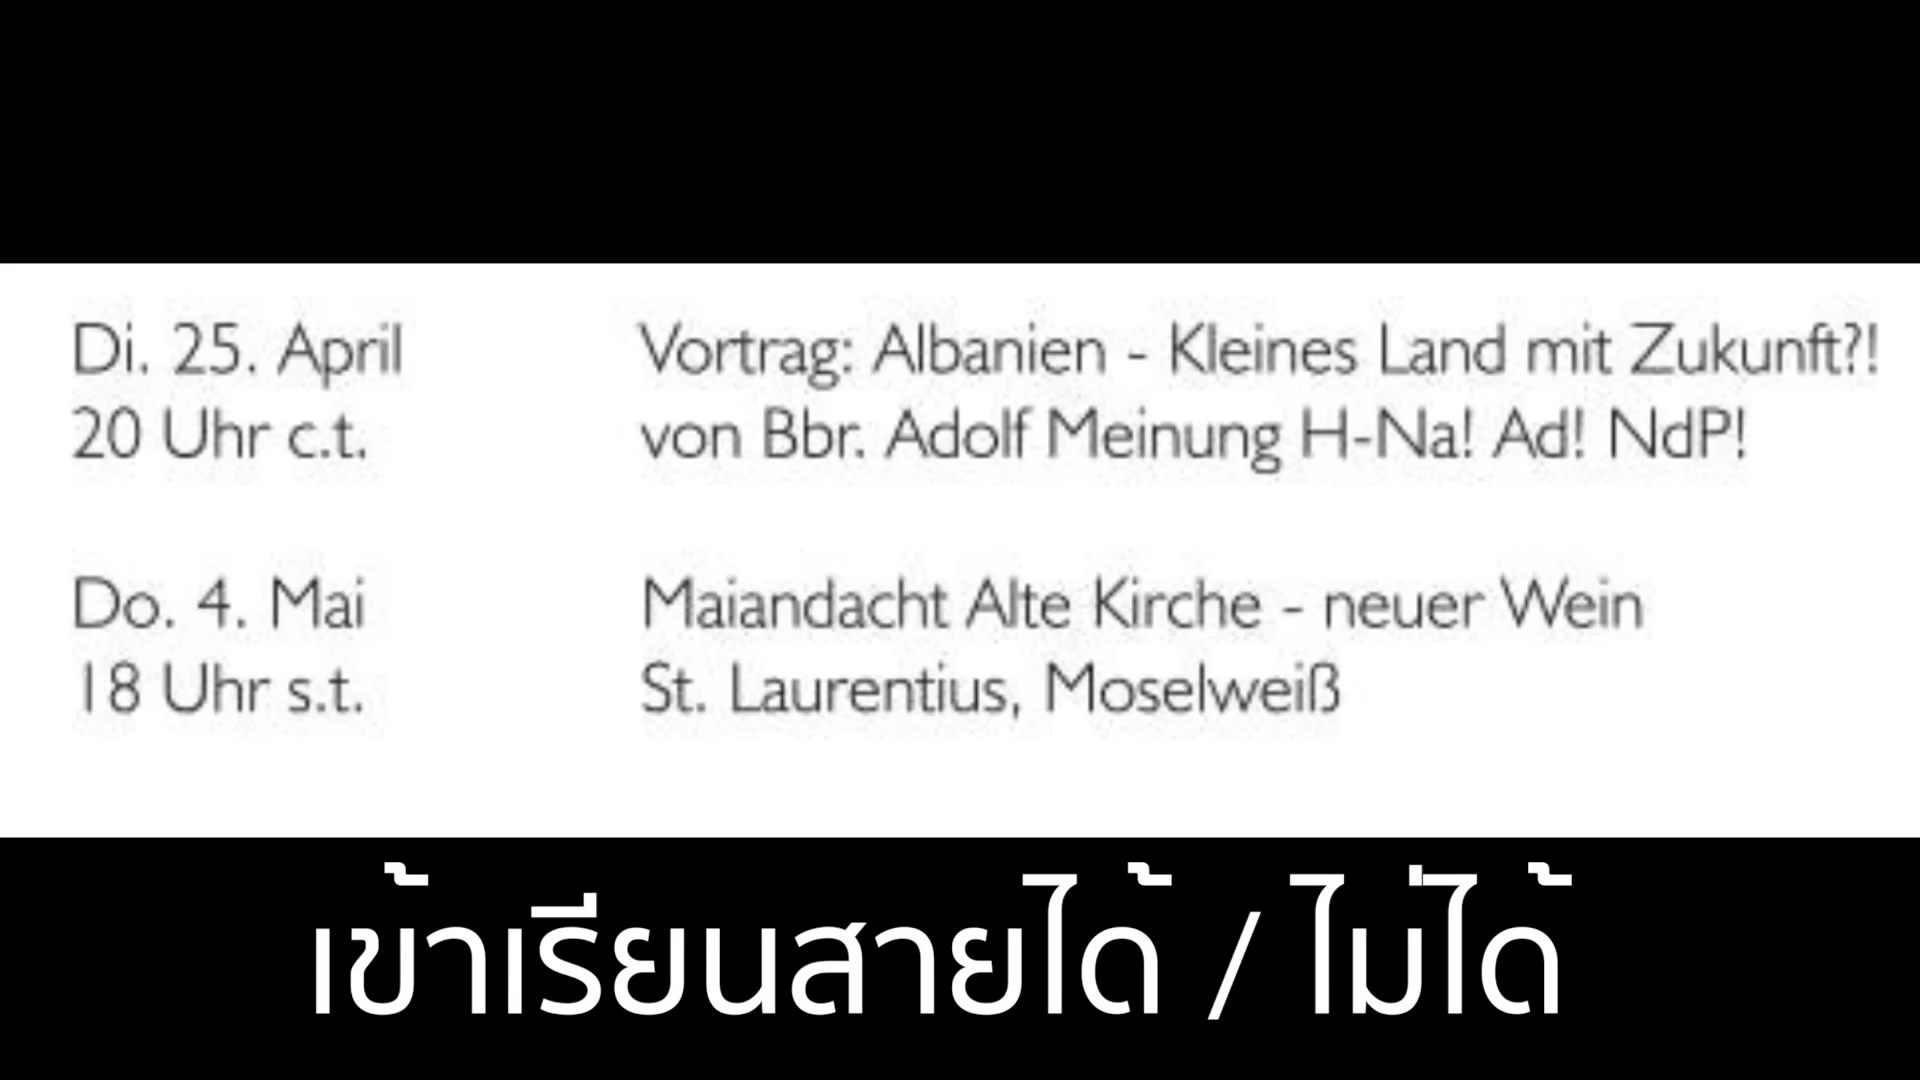 Di. 25. April Vortrag: Albanien - Kleines Land mit Zukunft?!
20 Uhr c.t. von Bbr. Adolf Meinung H-Na! Ad! NdP!
Do. 4. Mai Maiandacht Alte Kirche - neuer Wein
18 Uhr s.t. St. Laurentius, Moselweiß
เข้าเรียนสายได้ / ไม่ได้